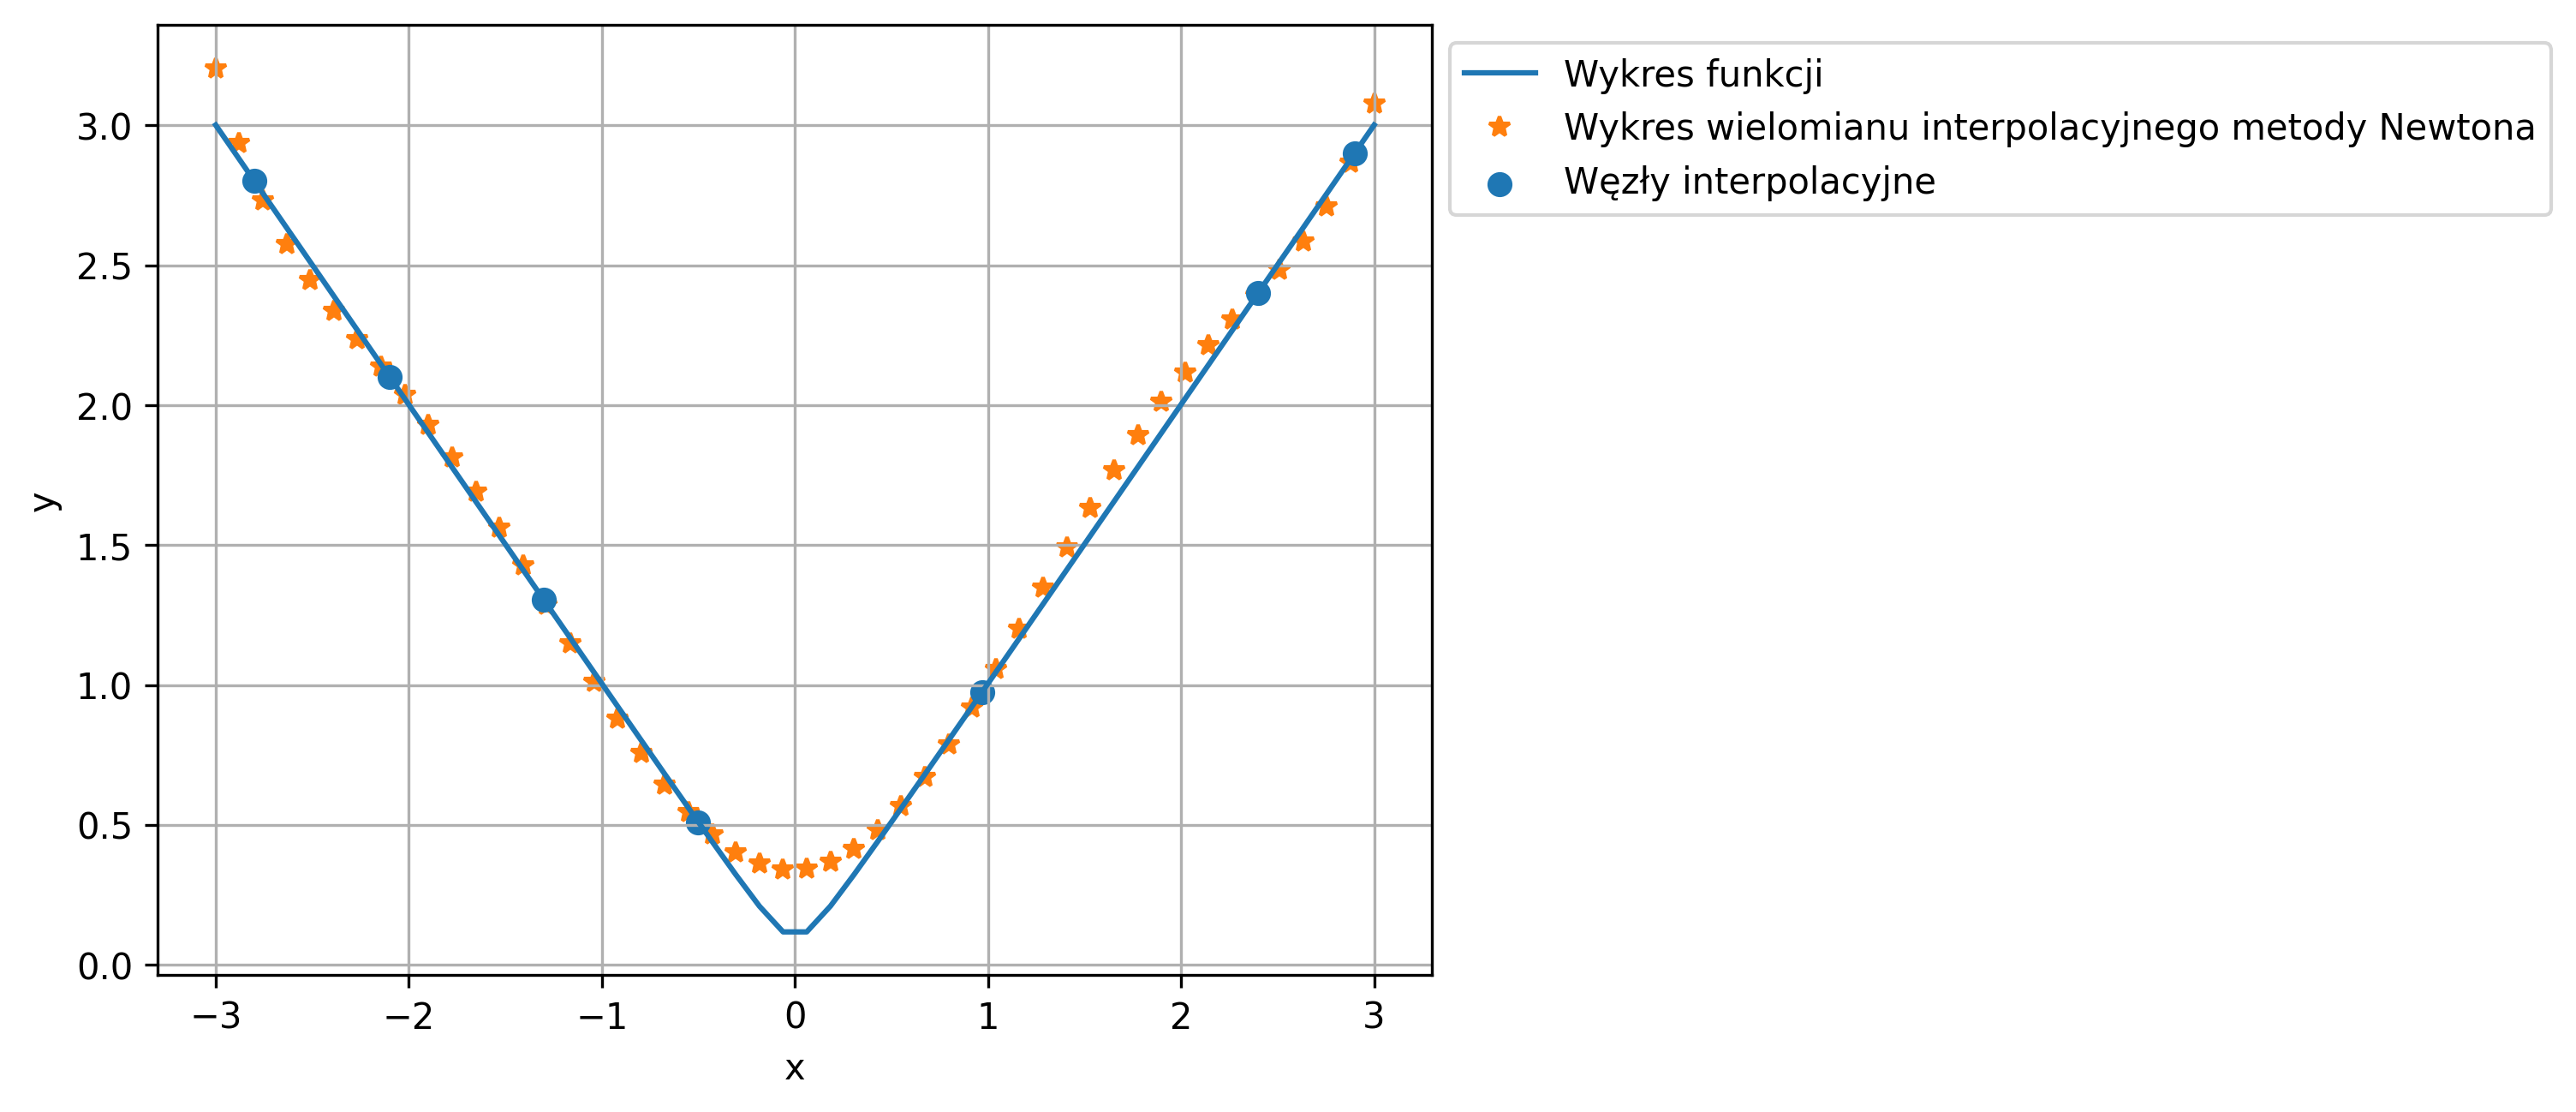 Wykres funkcji
Wykres wielomianu interpolacyjnego metody Newtona
Węzły interpolacyjne
3.0
2.5
2.0
1.5
1.0
0.5
0.0
y
−3 −2 −1 0 1 2 3
x